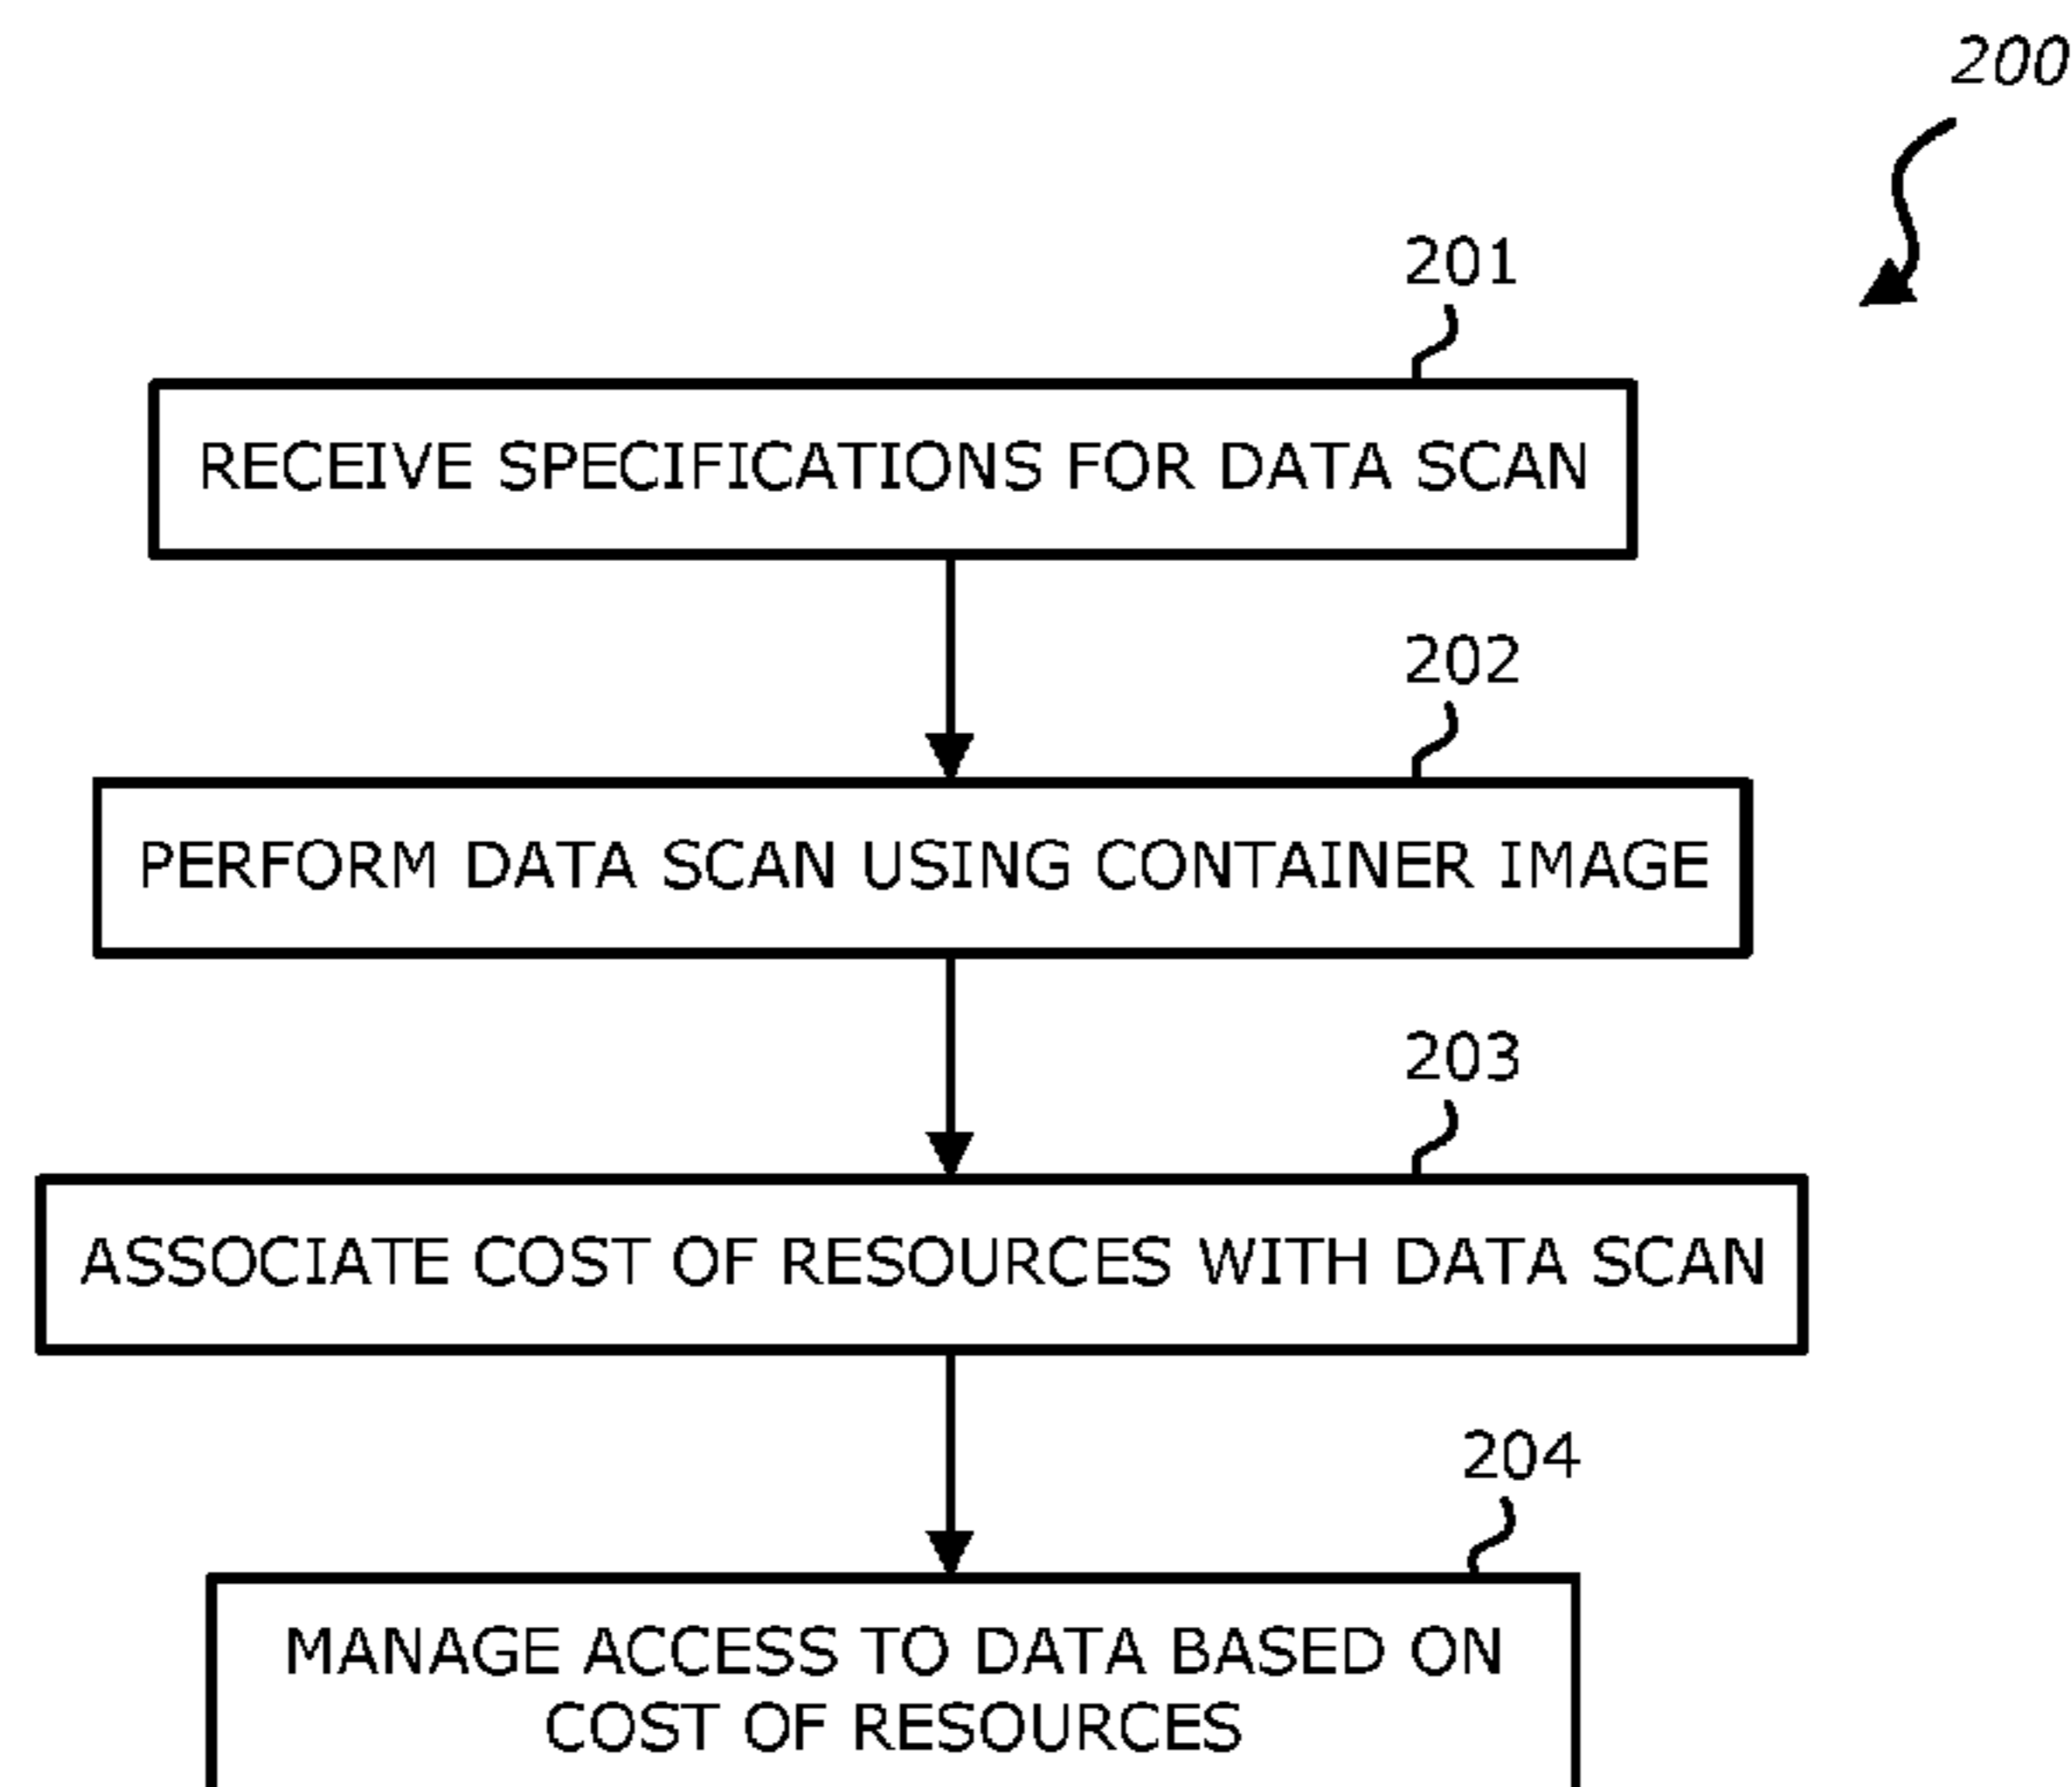 200
201
RECEIVE SPECIFICATIONS FOR DATA SCAN
202
PERFORM DATA SCAN USING CONTAINER IMAGE
203
ASSOCIATE COST OF RESOURCES WITH DATA SCAN
204
MANAGE ACCESS TO DATA BASED ON
COST OF RESOURCES